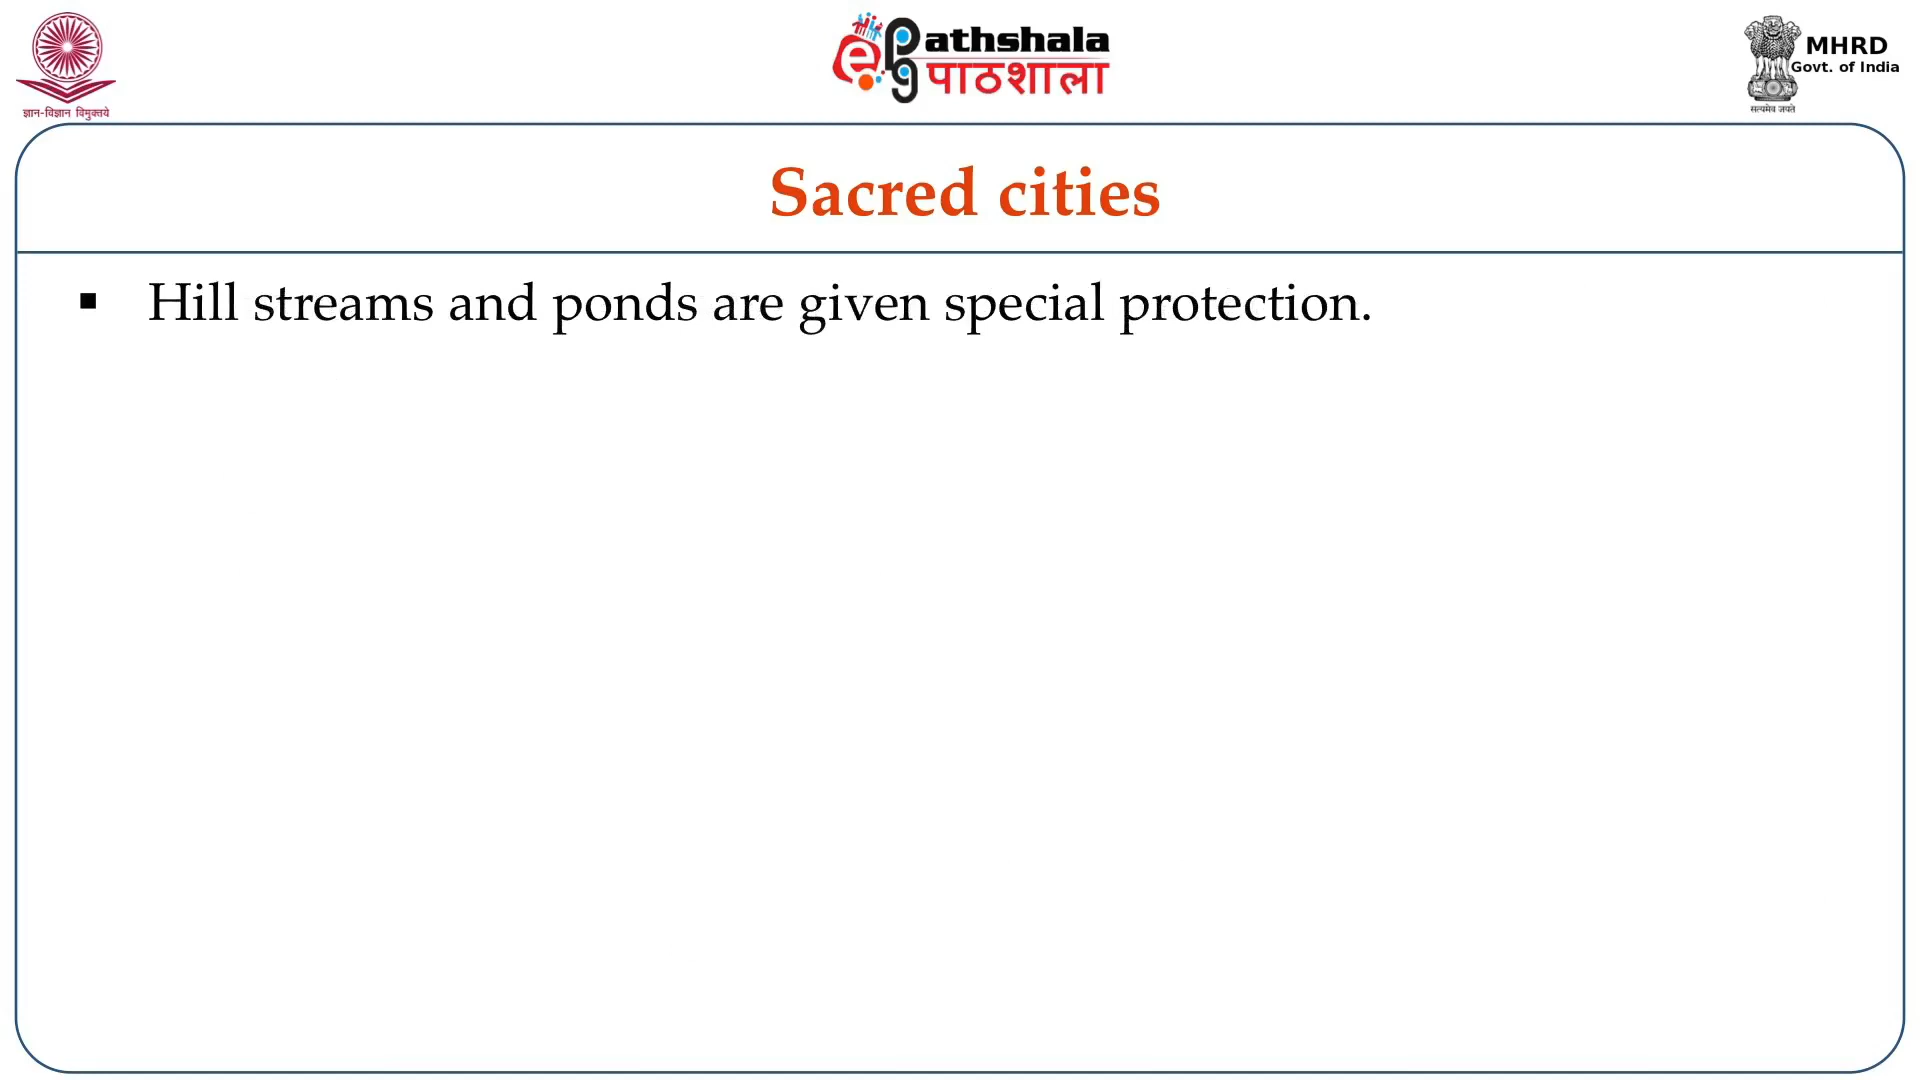 ज्ञान-विज्ञान विमुक्तये
ePathshala
पाठशाला
MHRD
Govt. of India
सत्यमेव जयते
Sacred cities
▪ Hill streams and ponds are given special protection.